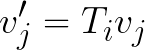 v'_j = T_i v_j